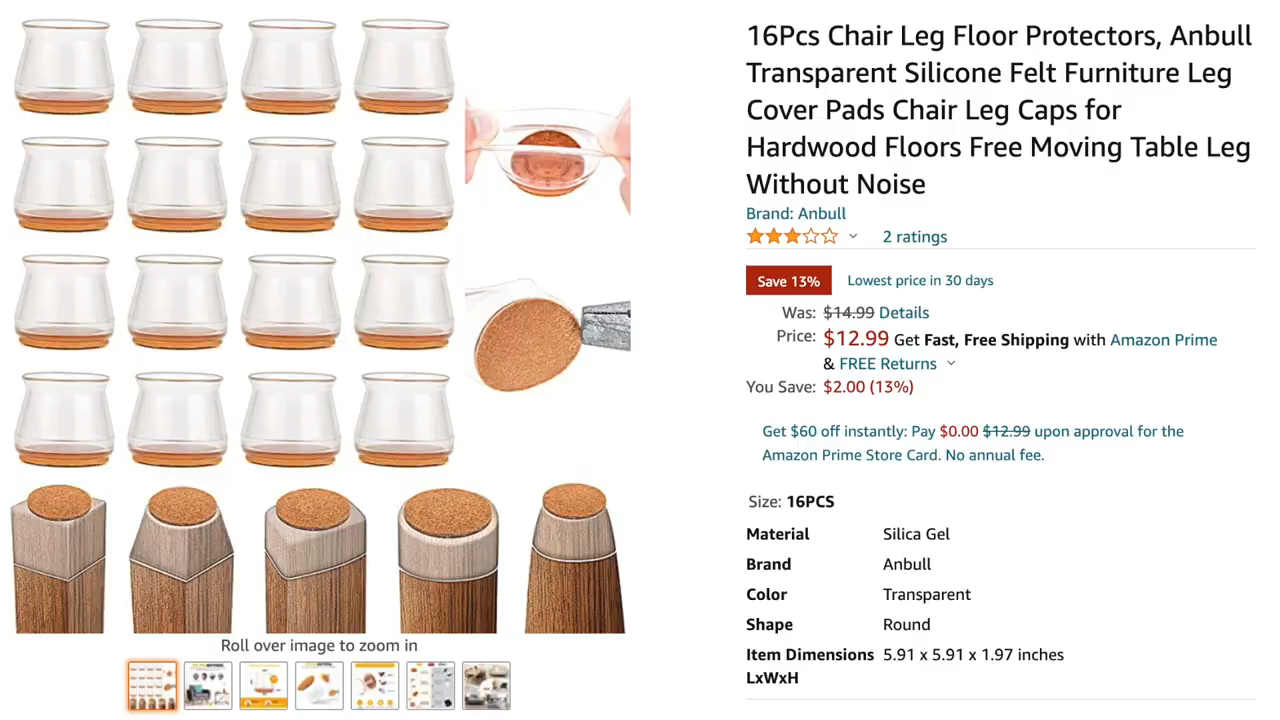 16Pcs Chair Leg Floor Protectors, Anbull
Transparent Silicone Felt Furniture Leg
Cover Pads Chair Leg Caps for
Hardwood Floors Free Moving Table Leg
Without Noise
Brand: Anbull
2 ratings
Save 13% Lowest price in 30 days
Was: $14.99 Details
Price: $12.99 Get Fast, Free Shipping with Amazon Prime
& FREE Returns
You Save: $2.00 (13%)
Get $60 off instantly: Pay $0.00 $12.99 upon approval for the
Amazon Prime Store Card. No annual fee.
Size: 16PCS
Material Silica Gel
Brand Anbull
Color Transparent
Shape Round
Item Dimensions 5.91 x 5.91 x 1.97 inches
LxWxH
Roll over image to zoom in